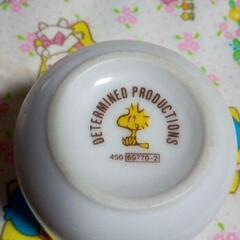 DETERMINED PRODUCTIONS
450 69770-2